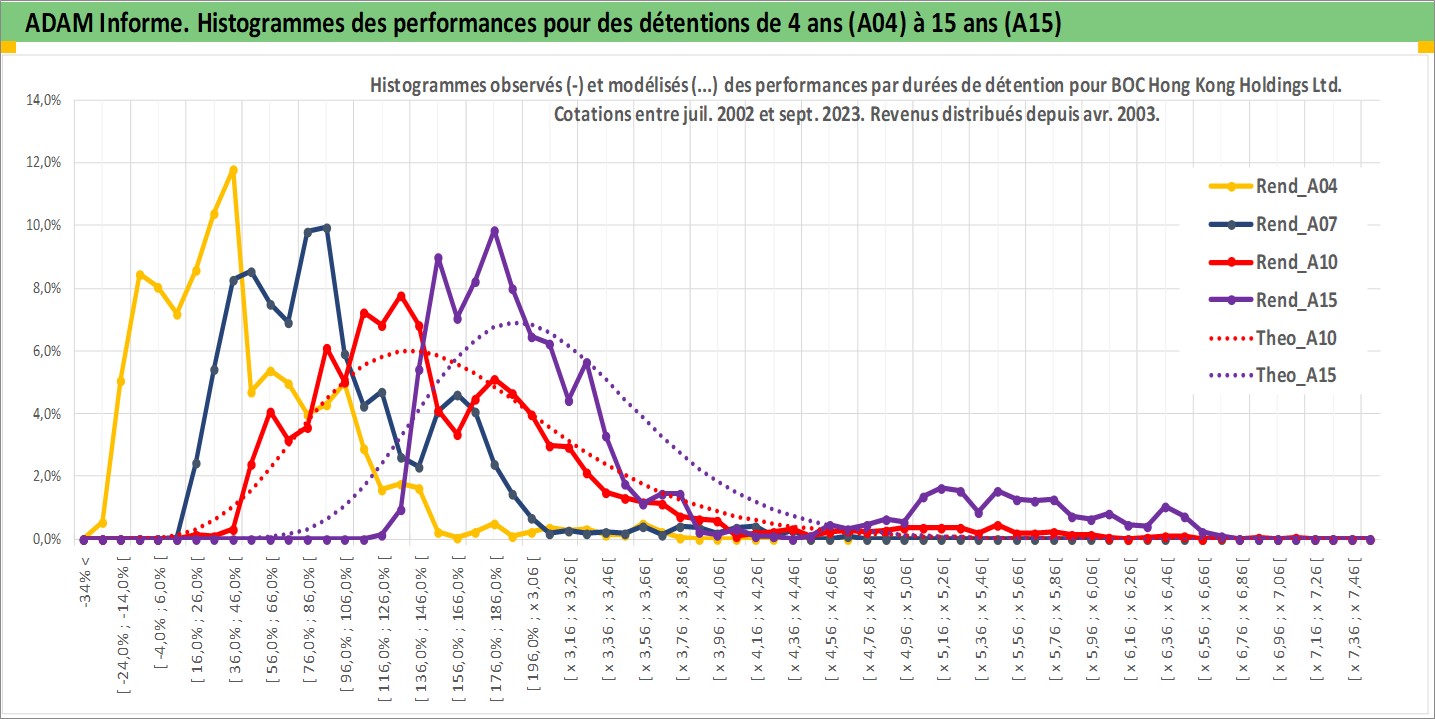 ADAM Informe. Histogrammes des performances pour des détentions de 4 ans (A04) à 15 ans (A15)
Histogrammes observés (-) et modélisés (...) des performances par durées de détention pour BOC Hong Kong Holdings Ltd.
Cotations entre juil. 2002 et sept. 2023. Revenus distribués depuis avr. 2003.
14,0%
12,0%
10,0%
8,0%
6,0%
4,0%
2,0%
0,0%
Rend_A04
Rend_A07
Rend_A10
Rend_A15
Theo_A10
Theo_A15
-34% <
[ -24,0% ; -14,0% [
[ -4,0% ; 6,0% [
[ 16,0% ; 26,0% [
[ 36,0% ; 46,0% [
[ 56,0% ; 66,0% [
[ 76,0% ; 86,0% [
[ 96,0% ; 106,0% [
[ 116,0% ; 126,0% [
[ 136,0% ; 146,0% [
[ 156,0% ; 166,0% [
[ 176,0% ; 186,0% [
[ 196,0% ; x 3,06 [
[ x 3,16 ; x 3,26 [
[ x 3,36 ; x 3,46 [
[ x 3,56 ; x 3,66 [
[ x 3,76 ; x 3,86 [
[ x 3,96 ; x 4,06 [
[ x 4,16 ; x 4,26 [
[ x 4,36 ; x 4,46 [
[ x 4,56 ; x 4,66 [
[ x 4,76 ; x 4,86 [
[ x 4,96 ; x 5,06 [
[ x 5,16 ; x 5,26 [
[ x 5,36 ; x 5,46 [
[ x 5,56 ; x 5,66 [
[ x 5,76 ; x 5,86 [
[ x 5,96 ; x 6,06 [
[ x 6,16 ; x 6,26 [
[ x 6,36 ; x 6,46 [
[ x 6,56 ; x 6,66 [
[ x 6,76 ; x 6,86 [
[ x 6,96 ; x 7,06 [
[ x 7,16 ; x 7,26 [
[ x 7,36 ; x 7,46 [